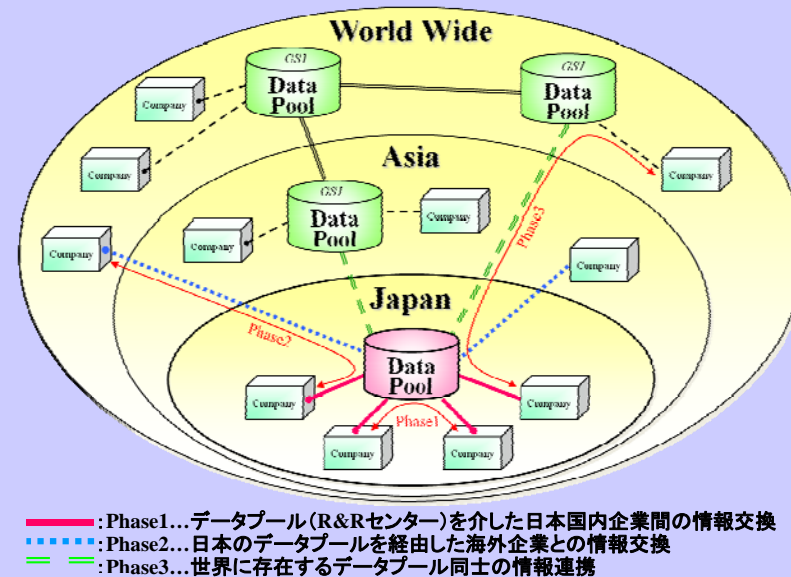 World Wide
GS1
Data
Pool
GS1
Data
Pool
Company
Company
Company
Asia
GS1
Data
Pool
Company
Company
Company
Company
Phase3
Japan
Phase2
Data
Pool
Company
Company
Phase1
Company
Company
:Phase1…データプール(R&Rセンター)を介した日本国内企業間の情報交換
:Phase2…日本のデータプールを経由した海外企業との情報交換
:Phase3…世界に存在するデータプール同士の情報連携